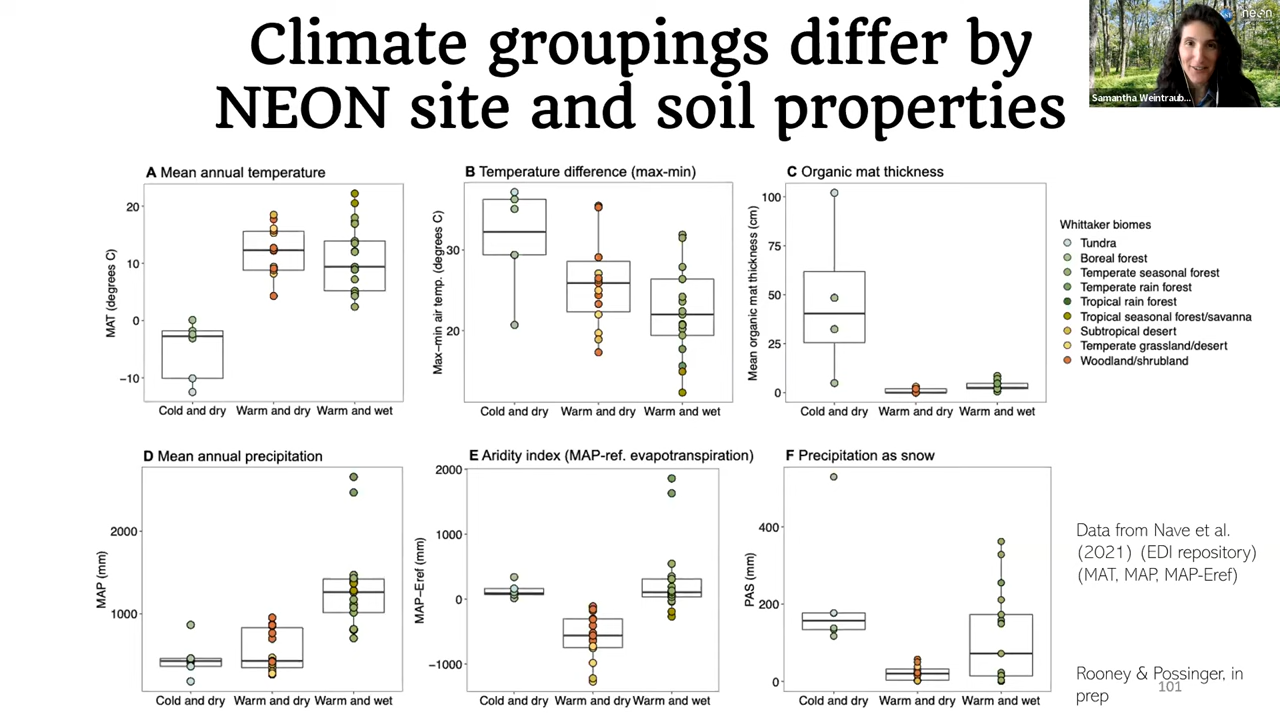 Climate groupings differ by
NEON site and soil properties
neon
Samantha Weintraub...
A Mean annual temperature
MAT (degrees C)
20
10
0
−10
Cold and dry Warm and dry Warm and wet
B Temperature difference (max-min)
Max−min air temp. (degrees C)
30
20
Cold and dry Warm and dry Warm and wet
C Organic mat thickness
Mean organic mat thickness (cm)
100
75
50
25
0
Cold and dry Warm and dry Warm and wet
Whittaker biomes
Tundra
Boreal forest
Temperate seasonal forest
Temperate rain forest
Tropical rain forest
Tropical seasonal forest/savanna
Subtropical desert
Temperate grassland/desert
Woodland/shrubland
D Mean annual precipitation
MAP (mm)
2000
1000
Cold and dry Warm and dry Warm and wet
E Aridity index (MAP-ref. evapotranspiration)
MAP−Eref (mm)
2000
1000
0
−1000
Cold and dry Warm and dry Warm and wet
F Precipitation as snow
PAS (mm)
400
200
0
Cold and dry Warm and dry Warm and wet
Data from Nave et al.
(2021) (EDI repository)
(MAT, MAP, MAP-Eref)
Rooney & Possinger, in
prep
101